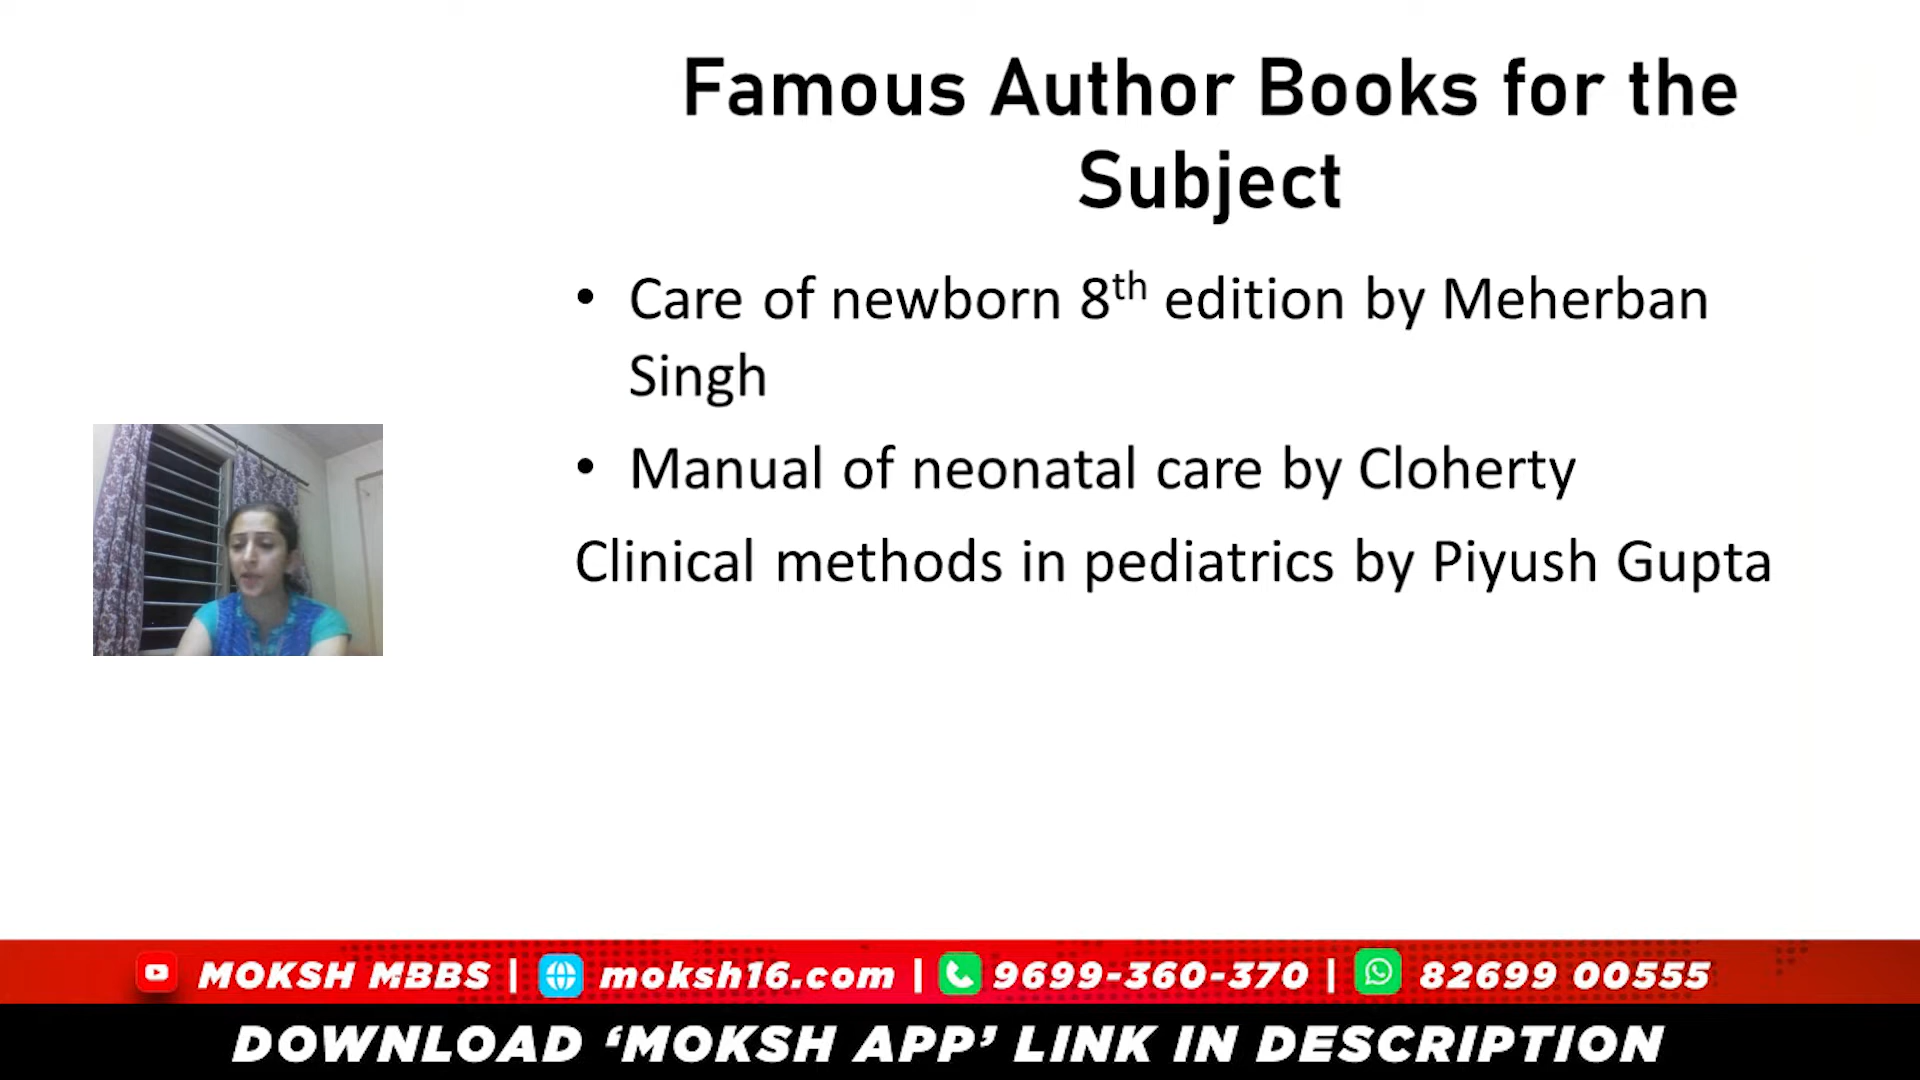 Famous Author Books for the
Subject
• Care of newborn 8th edition by Meherban
Singh
• Manual of neonatal care by Cloherty
Clinical methods in pediatrics by Piyush Gupta
MOKSH MBBS | moksh16.com | 9699-360-370 | 82699 00555
DOWNLOAD ‘MOKSH APP’ LINK IN DESCRIPTION